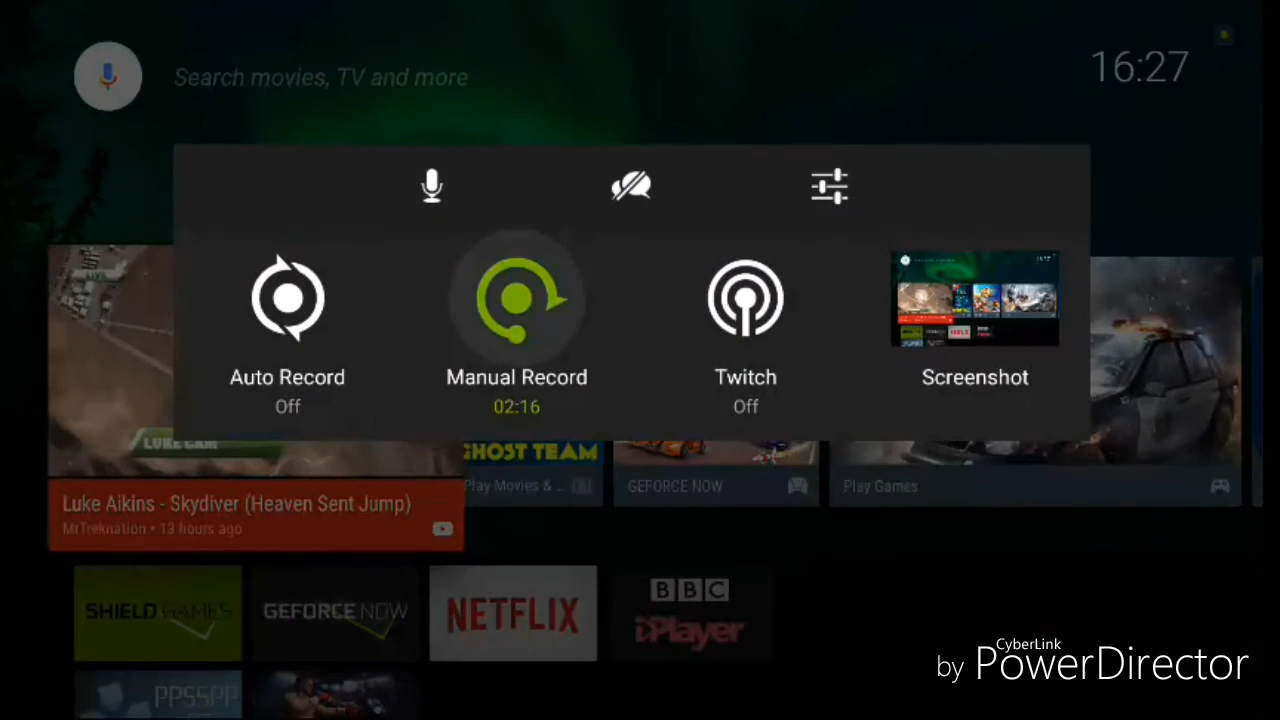 Search movies, TV and more
16:27
Auto Record
Off
Manual Record
02:16
Twitch
Off
Screenshot
LUKE CAM
GHOST TEAM
Play Movies & ...
GEFORCE NOW
Play Games
Luke Aikins - Skydiver (Heaven Sent Jump)
MrTreknation • 13 hours ago
SHIELD GAMES
GEFORCE NOW
NETFLIX
BBC
iPlayer
PPSSPP
CyberLink
by PowerDirector